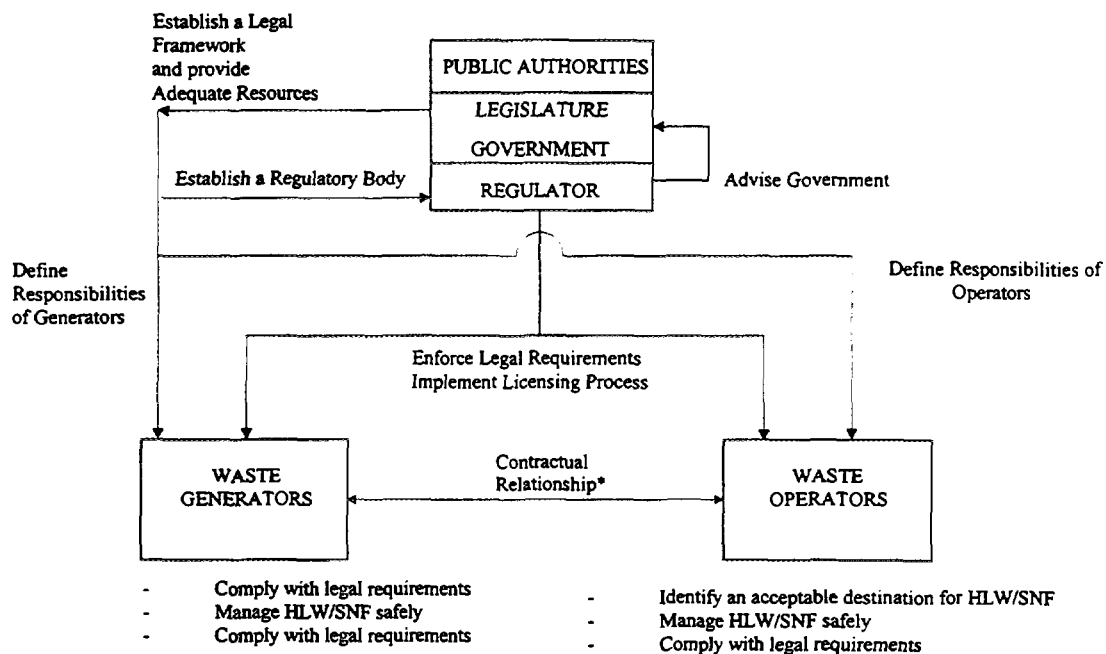 Establish a Legal
Framework
and provide
Adequate Resources
PUBLIC AUTHORITIES
LEGISLATURE
GOVERNMENT
REGULATOR
Establish a Regulatory Body
Advise Government
Define
Responsibilities
of Generators
Define Responsibilities of
Operators
Enforce Legal Requirements
Implement Licensing Process
WASTE
GENERATORS
Contractual
Relationship*
WASTE
OPERATORS
- Comply with legal requirements
- Manage HLW/SNF safely
- Comply with legal requirements
- Identify an acceptable destination for HLW/SNF
- Manage HLW/SNF safely
- Comply with legal requirements